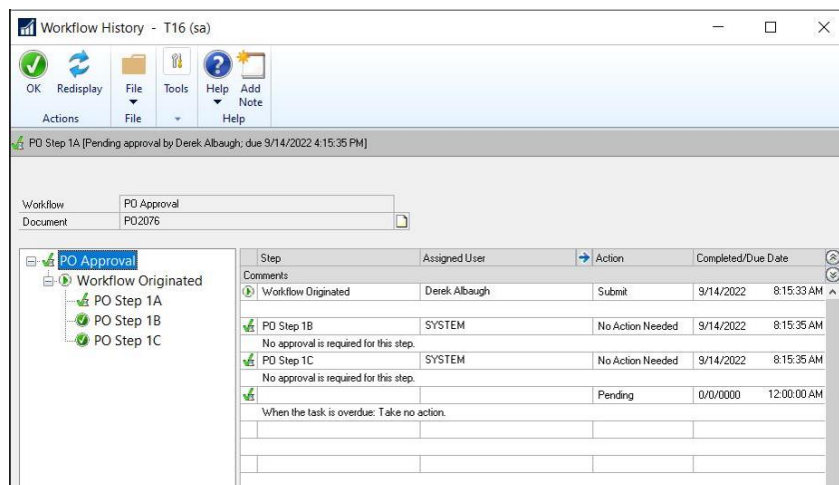 Workflow History - T16 (sa)
OK Redisplay File Tools Help Add Note
Actions File Help
PO Step 1A [Pending approval by Derek Albaugh; due 9/14/2022 4:15:35 PM]
Workflow PO Approval
Document PO2076
PO Approval
Workflow Originated
PO Step 1A
PO Step 1B
PO Step 1C
Step Assigned User Action Completed/Due Date
Comments
Workflow Originated Derek Albaugh Submit 9/14/2022 8:15:33 AM
PO Step 1B SYSTEM No Action Needed 9/14/2022 8:15:35 AM
No approval is required for this step.
PO Step 1C SYSTEM No Action Needed 9/14/2022 8:15:35 AM
No approval is required for this step.
Pending 0/0/0000 12:00:00 AM
When the task is overdue: Take no action.